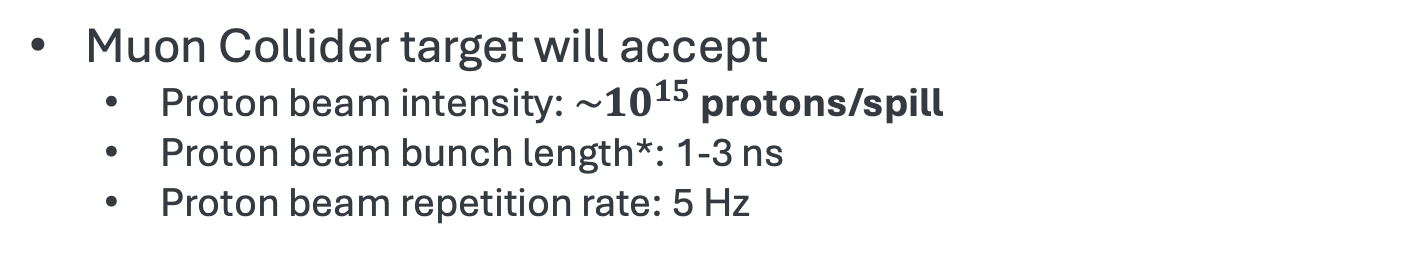 • Muon Collider target will accept
• Proton beam intensity: ~10¹⁵ protons/spill
• Proton beam bunch length*: 1-3 ns
• Proton beam repetition rate: 5 Hz